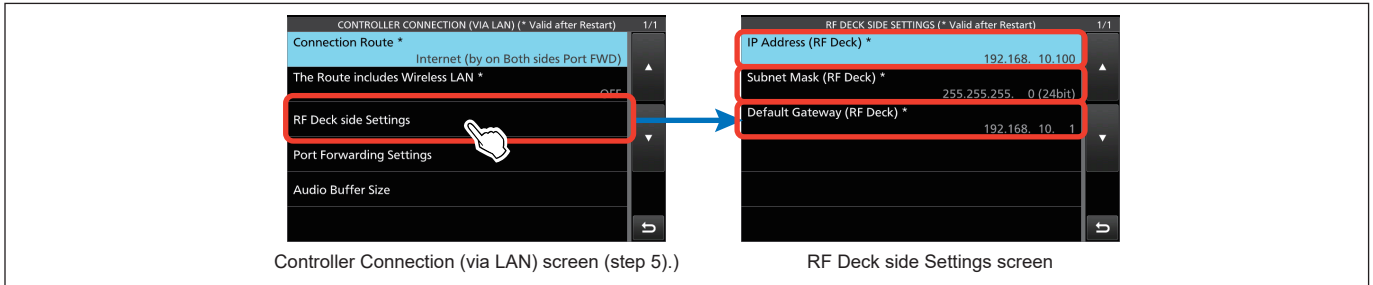 CONTROLLER CONNECTION (VIA LAN) (* Valid after Restart) 1/1
Connection Route *
Internet (by on Both sides Port FWD)
The Route includes Wireless LAN *
OFF
RF Deck side Settings
Port Forwarding Settings
Audio Buffer Size
Controller Connection (via LAN) screen (step 5).)
RF DECK SIDE SETTINGS (* Valid after Restart) 1/1
IP Address (RF Deck) *
192.168. 10.100
Subnet Mask (RF Deck) *
255.255.255. 0 (24bit)
Default Gateway (RF Deck) *
192.168. 10. 1
RF Deck side Settings screen